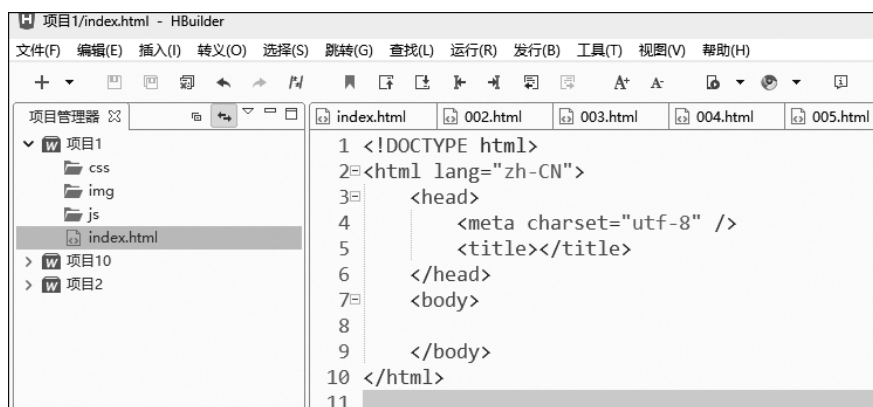 项目1/index.html - HBuilder
文件(F) 编辑(E) 插入(I) 转义(O) 选择(S) 跳转(G) 查找(L) 运行(R) 发行(B) 工具(T) 视图(V) 帮助(H)
项目管理器 index.html 002.html 003.html 004.html 005.html
项目1
css
img
js
index.html
项目10
项目2
1 <!DOCTYPE html>
2 <html lang="zh-CN">
3 <head>
4 <meta charset="utf-8" />
5 <title></title>
6 </head>
7 <body>
8
9 </body>
10 </html>
11